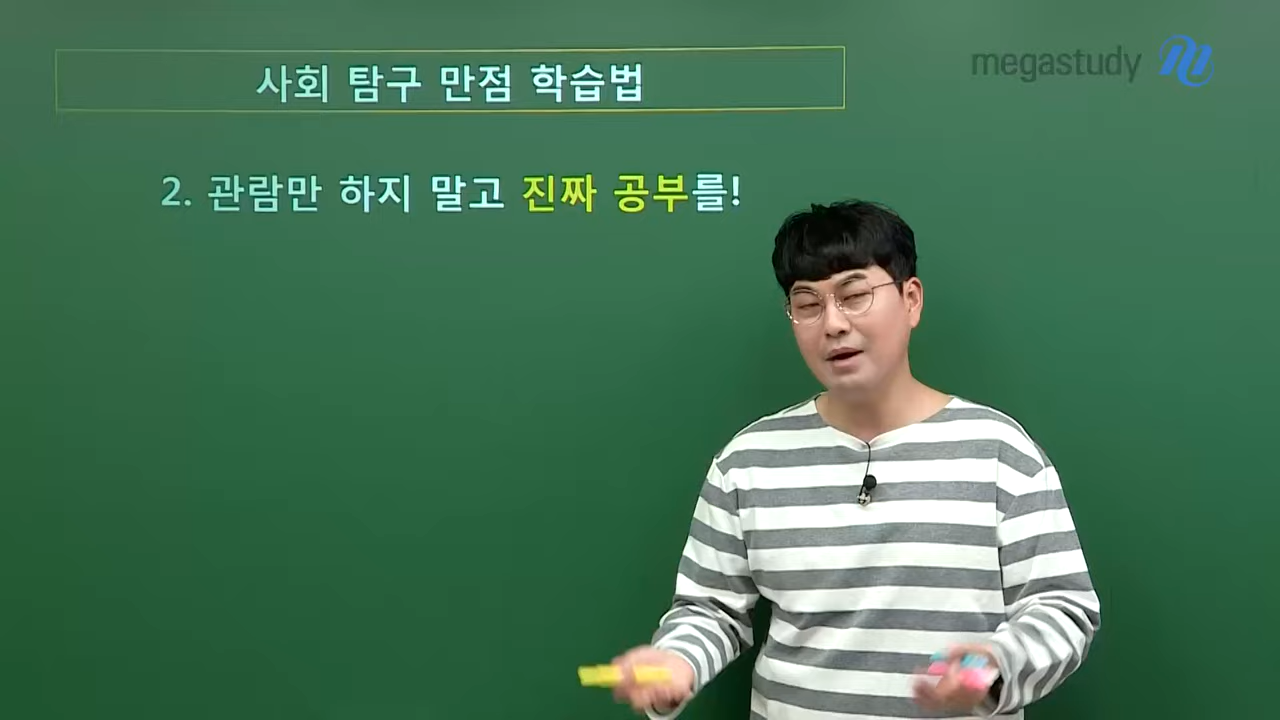 사회 탐구 만점 학습법
megastudy
2. 관람만 하지 말고 진짜 공부를!